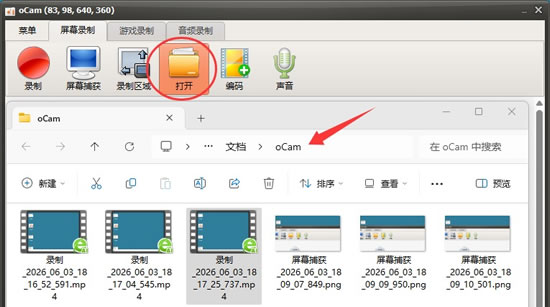 oCam (83, 98, 640, 360)
菜单 屏幕录制 游戏录制 音频录制
录制 屏幕捕获 录制区域 打开 编码 声音
oCam
文档 oCam 在 oCam 中搜索
新建 排序 查看 预览
录制 录制 录制 屏幕捕获 屏幕捕获 屏幕捕获
_2026_06_03_18 _2026_06_03_18 _2026_06_03_18 _2026_06_03_18 _2026_06_03_18 _2026_06_03_18
_16_52_591.mp _17_04_545.mp _17_25_737.mp _09_07_849.png _09_09_950.png _09_10_501.png
4 4 4